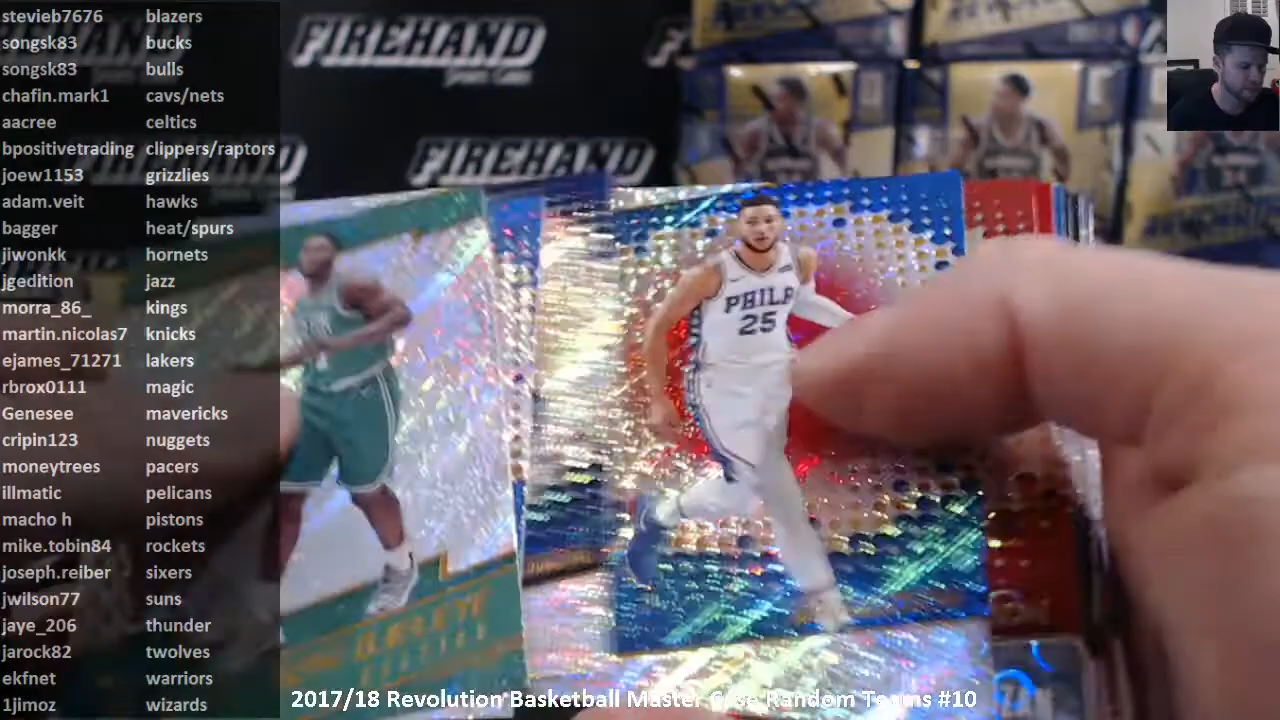 stevieb7676 blazers
songsk83 bucks
songsk83 bulls
chafin.mark1 cavs/nets
aacree celtics
bpositivetrading clippers/raptors
joew1153 grizzlies
adam.veit hawks
bagger heat/spurs
jiwonkk hornets
jgedition jazz
morra_86_ kings
martin.nicolas7 knicks
ejames_71271 lakers
rbrox0111 magic
Genesee mavericks
cripin123 nuggets
moneytrees pacers
illmatic pelicans
macho h pistons
mike.tobin84 rockets
joseph.reiber sixers
jwilson77 suns
jaye_206 thunder
jarock82 twolves
ekfnet warriors
1jimoz wizards
FIREHAND
FIREHAND
PHILA
25
2017/18 Revolution Basketball Master Case Random Teams #10